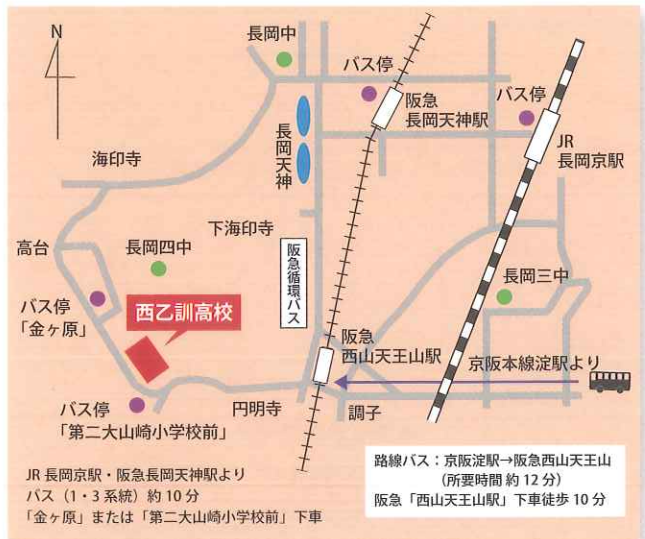 N
長岡中
バス停
阪急
長岡天神駅
バス停
JR
長岡京駅
長岡天神
海印寺
下海印寺
高台
長岡四中
阪急循環バス
長岡三中
バス停
「金ヶ原」
西乙訓高校
阪急
西山天王山駅
京阪本線淀駅より
バス停
「第二大山崎小学校前」
円明寺
調子
JR長岡京駅・阪急長岡天神駅より
バス（1・3系統）約10分
「金ヶ原」または「第二大山崎小学校前」下車
路線バス：京阪淀駅→阪急西山天王山
（所要時間 約12分）
阪急「西山天王山駅」下車徒歩10分